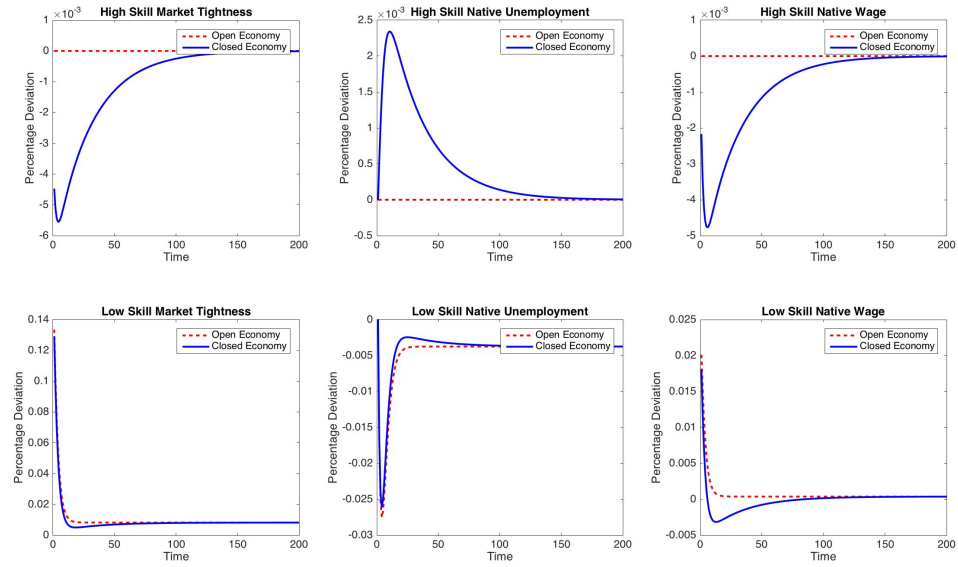 High Skill Market Tightness
×10⁻³
1
0
-1
-2
-3
-4
-5
-6
0 50 100 150 200
Percentage Deviation
Time
Open Economy
Closed Economy
High Skill Native Unemployment
×10⁻³
2.5
2
1.5
1
0.5
0
-0.5
0 50 100 150 200
Percentage Deviation
Time
Open Economy
Closed Economy
High Skill Native Wage
×10⁻³
1
0
-1
-2
-3
-4
-5
0 50 100 150 200
Percentage Deviation
Time
Open Economy
Closed Economy
Low Skill Market Tightness
0.14
0.12
0.1
0.08
0.06
0.04
0.02
0
0 50 100 150 200
Percentage Deviation
Time
Open Economy
Closed Economy
Low Skill Native Unemployment
0
-0.005
-0.01
-0.015
-0.02
-0.025
-0.03
0 50 100 150 200
Percentage Deviation
Time
Open Economy
Closed Economy
Low Skill Native Wage
0.025
0.02
0.015
0.01
0.005
0
-0.005
0 50 100 150 200
Percentage Deviation
Time
Open Economy
Closed Economy